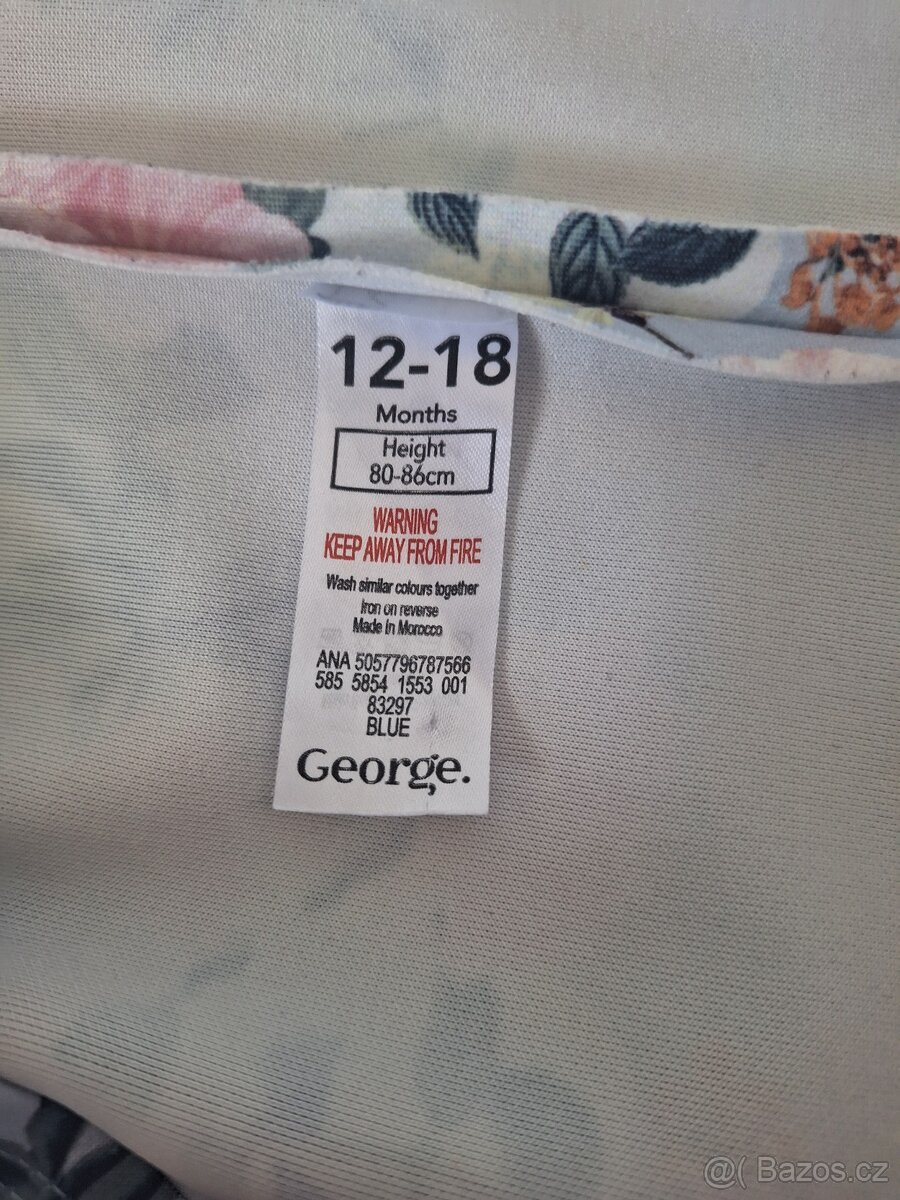 12-18
Months
Height
80-86cm
WARNING
KEEP AWAY FROM FIRE
Wash similar colours together
Iron on reverse
Made in Morocco
ANA 5057796787566
585 5854 1553 001
83297
BLUE
George.
@( Bazos.cz